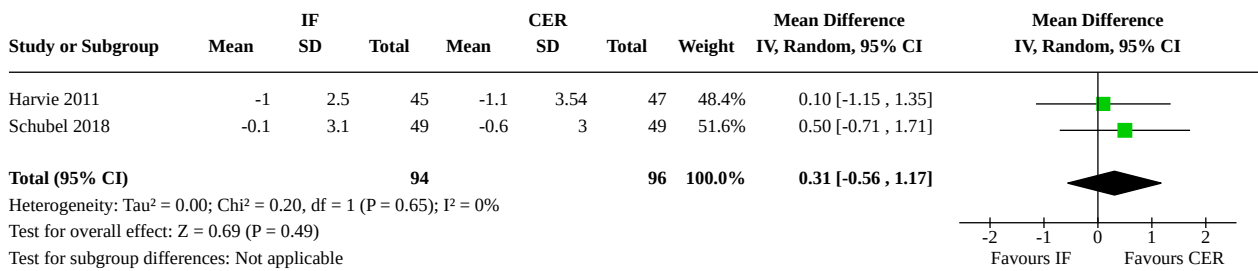 IF CER Mean Difference Mean Difference
Study or Subgroup Mean SD Total Mean SD Total Weight IV, Random, 95% CI IV, Random, 95% CI
Harvie 2011 -1 2.5 45 -1.1 3.54 47 48.4% 0.10 [-1.15 , 1.35]
Schubel 2018 -0.1 3.1 49 -0.6 3 49 51.6% 0.50 [-0.71 , 1.71]
Total (95% CI) 94 96 100.0% 0.31 [-0.56 , 1.17]
Heterogeneity: Tau² = 0.00; Chi² = 0.20, df = 1 (P = 0.65); I² = 0%
Test for overall effect: Z = 0.69 (P = 0.49)
Test for subgroup differences: Not applicable
-2 -1 0 1 2
Favours IF Favours CER